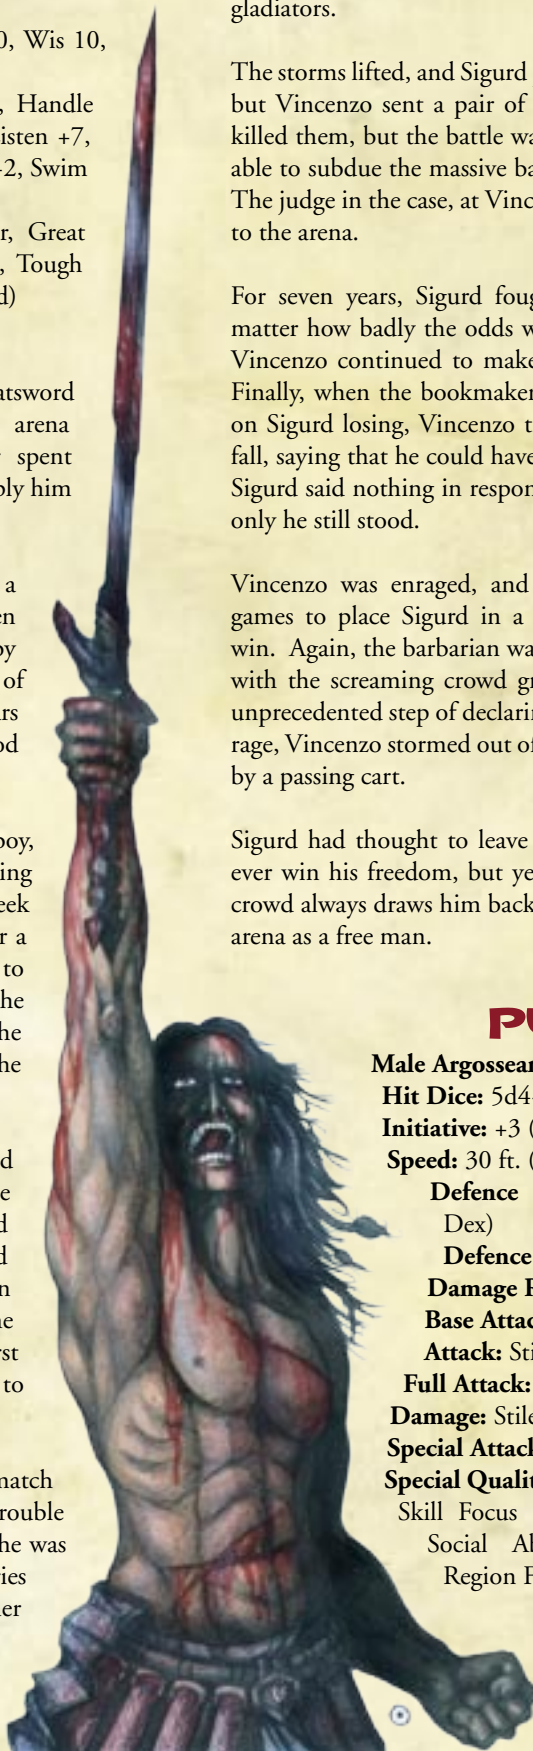 0, Wis 10,
, Handle
isten +7,
-2, Swim
r, Great
, Tough
d)
atsword
arena
spent
bly him
a
en
by
of
rs
od
boy,
ing
eek
r a
to
he
he
he
d
e
d
d
n
he
rst
to
match
rouble
he was
ries
her
gladiators.
The storms lifted, and Sigurd
but Vincenzo sent a pair of
killed them, but the battle wa
able to subdue the massive ba
The judge in the case, at Vinc
to the arena.
For seven years, Sigurd foug
matter how badly the odds w
Vincenzo continued to make
Finally, when the bookmaker
on Sigurd losing, Vincenzo t
fall, saying that he could have
Sigurd said nothing in respon
only he still stood.
Vincenzo was enraged, and
games to place Sigurd in a
win. Again, the barbarian wa
with the screaming crowd gr
unprecedented step of declarin
rage, Vincenzo stormed out of
by a passing cart.
Sigurd had thought to leave
ever win his freedom, but ye
crowd always draws him back
arena as a free man.
PU
Male Argossean
Hit Dice: 5d4
Initiative: +3 (
Speed: 30 ft. (
Defence
Dex)
Defence
Damage R
Base Attac
Attack: Sti
Full Attack:
Damage: Stile
Special Attack
Special Qualit
Skill Focus
Social Ab
Region F